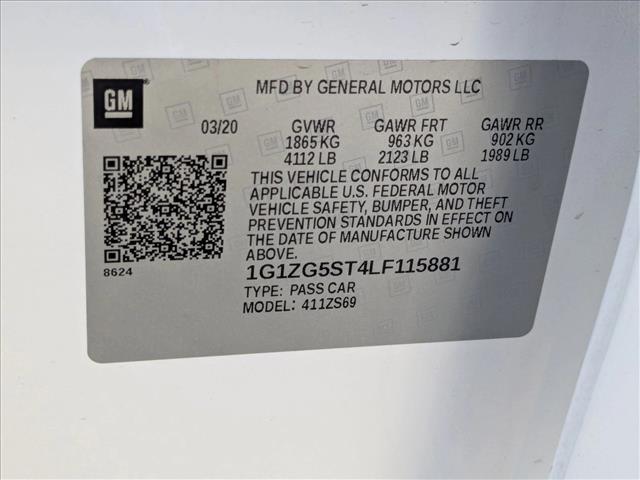 GM
MFD BY GENERAL MOTORS LLC
03/20 GVWR GAWR FRT GAWR RR
1865 KG 963 KG 902 KG
4112 LB 2123 LB 1989 LB
THIS VEHICLE CONFORMS TO ALL
APPLICABLE U.S. FEDERAL MOTOR
VEHICLE SAFETY, BUMPER, AND THEFT
PREVENTION STANDARDS IN EFFECT ON
THE DATE OF MANUFACTURE SHOWN
ABOVE.
8624
1G1ZG5ST4LF115881
TYPE: PASS CAR
MODEL: 411ZS69